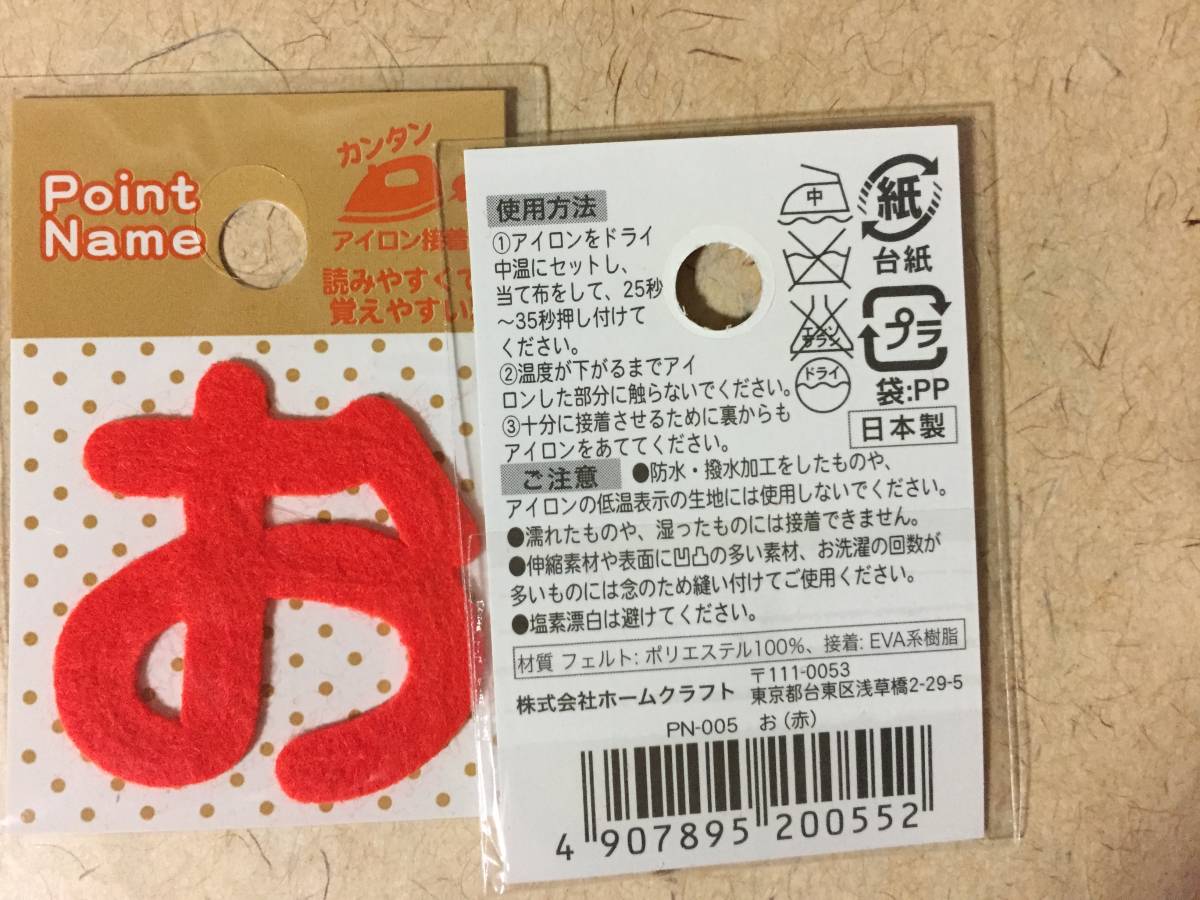 Point
Name
カンタン
アイロン接着
読みやすくて
覚えやすい
お
使用方法
①アイロンをドライ
中温にセットし、
当て布をして、25秒
～35秒押し付けて
ください。
②温度が下がるまでアイ
ロンした部分に触らないでください。
③十分に接着させるために裏からも
アイロンをあててください。
中
エンソ
サラシ
ドライ
紙
台紙
プラ
袋:PP
日本製
ご注意 ●防水・撥水加工をしたものや、
アイロンの低温表示の生地には使用しないでください。
●濡れたものや、湿ったものには接着できません。
●伸縮素材や表面に凹凸の多い素材、お洗濯の回数が
多いものには念のため縫い付けてご使用ください。
●塩素漂白は避けてください。
材質 フェルト: ポリエステル100%、接着: EVA系樹脂
株式会社ホームクラフト
〒111-0053
東京都台東区浅草橋2-29-5
PN-005 お(赤)
4 907895 200552